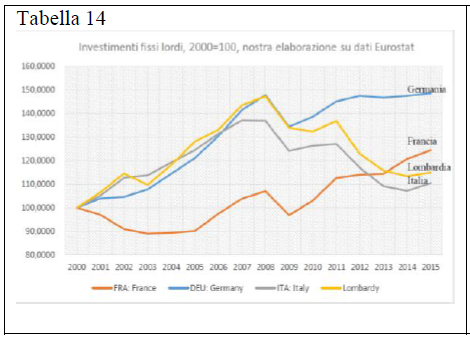 Tabella 14
Investimenti fissi lordi, 2000=100, nostra elaborazione su dati Eurostat
160,0000
150,0000
140,0000
130,0000
120,0000
110,0000
100,0000
90,0000
80,0000
Germania
Francia
Lombardia
Italia
2000 2001 2002 2003 2004 2005 2006 2007 2008 2009 2010 2011 2012 2013 2014 2015
FRA: France DEU: Germany ITA: Italy Lombardy